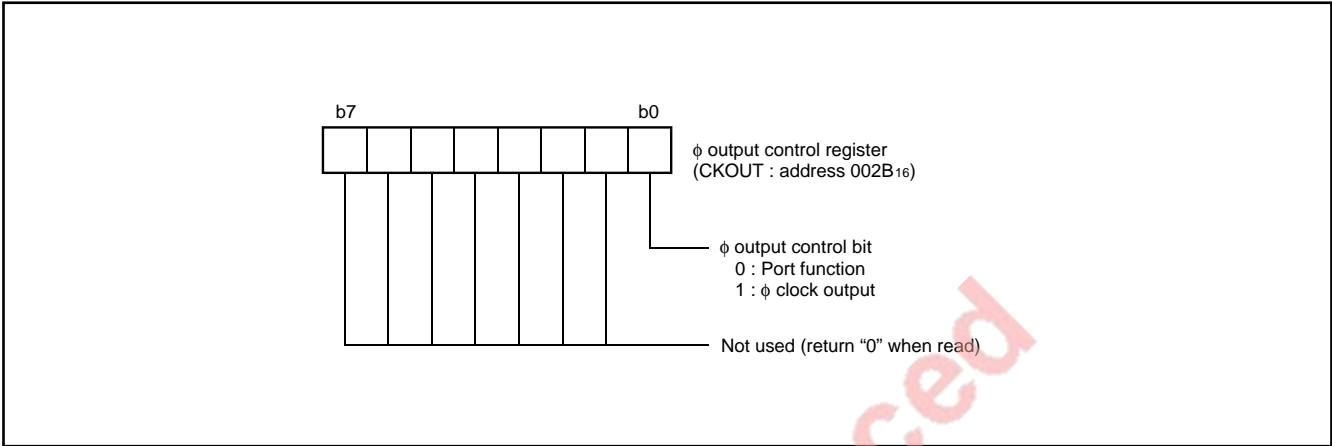 b7 b0
φ output control register
(CKOUT : address 002B16)
φ output control bit
0 : Port function
1 : φ clock output
Not used (return “0” when read)
ced